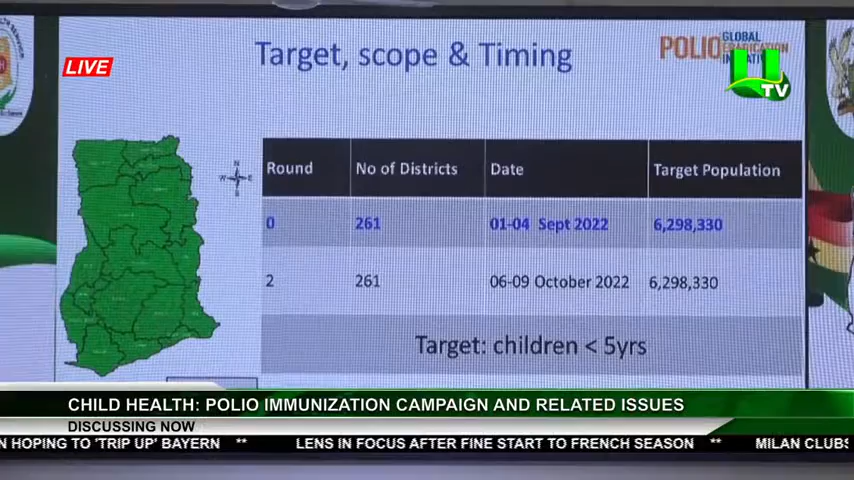 LIVE
Target, scope & Timing
POLIO GLOBAL
TV
N
W
S
Round No of Districts Date Target Population
0 261 01-04 Sept 2022 6,298,330
2 261 06-09 October 2022 6,298,330
Target: children < 5yrs
CHILD HEALTH: POLIO IMMUNIZATION CAMPAIGN AND RELATED ISSUES
DISCUSSING NOW
N HOPING TO 'TRIP UP' BAYERN ** LENS IN FOCUS AFTER FINE START TO FRENCH SEASON ** MILAN CLUBS